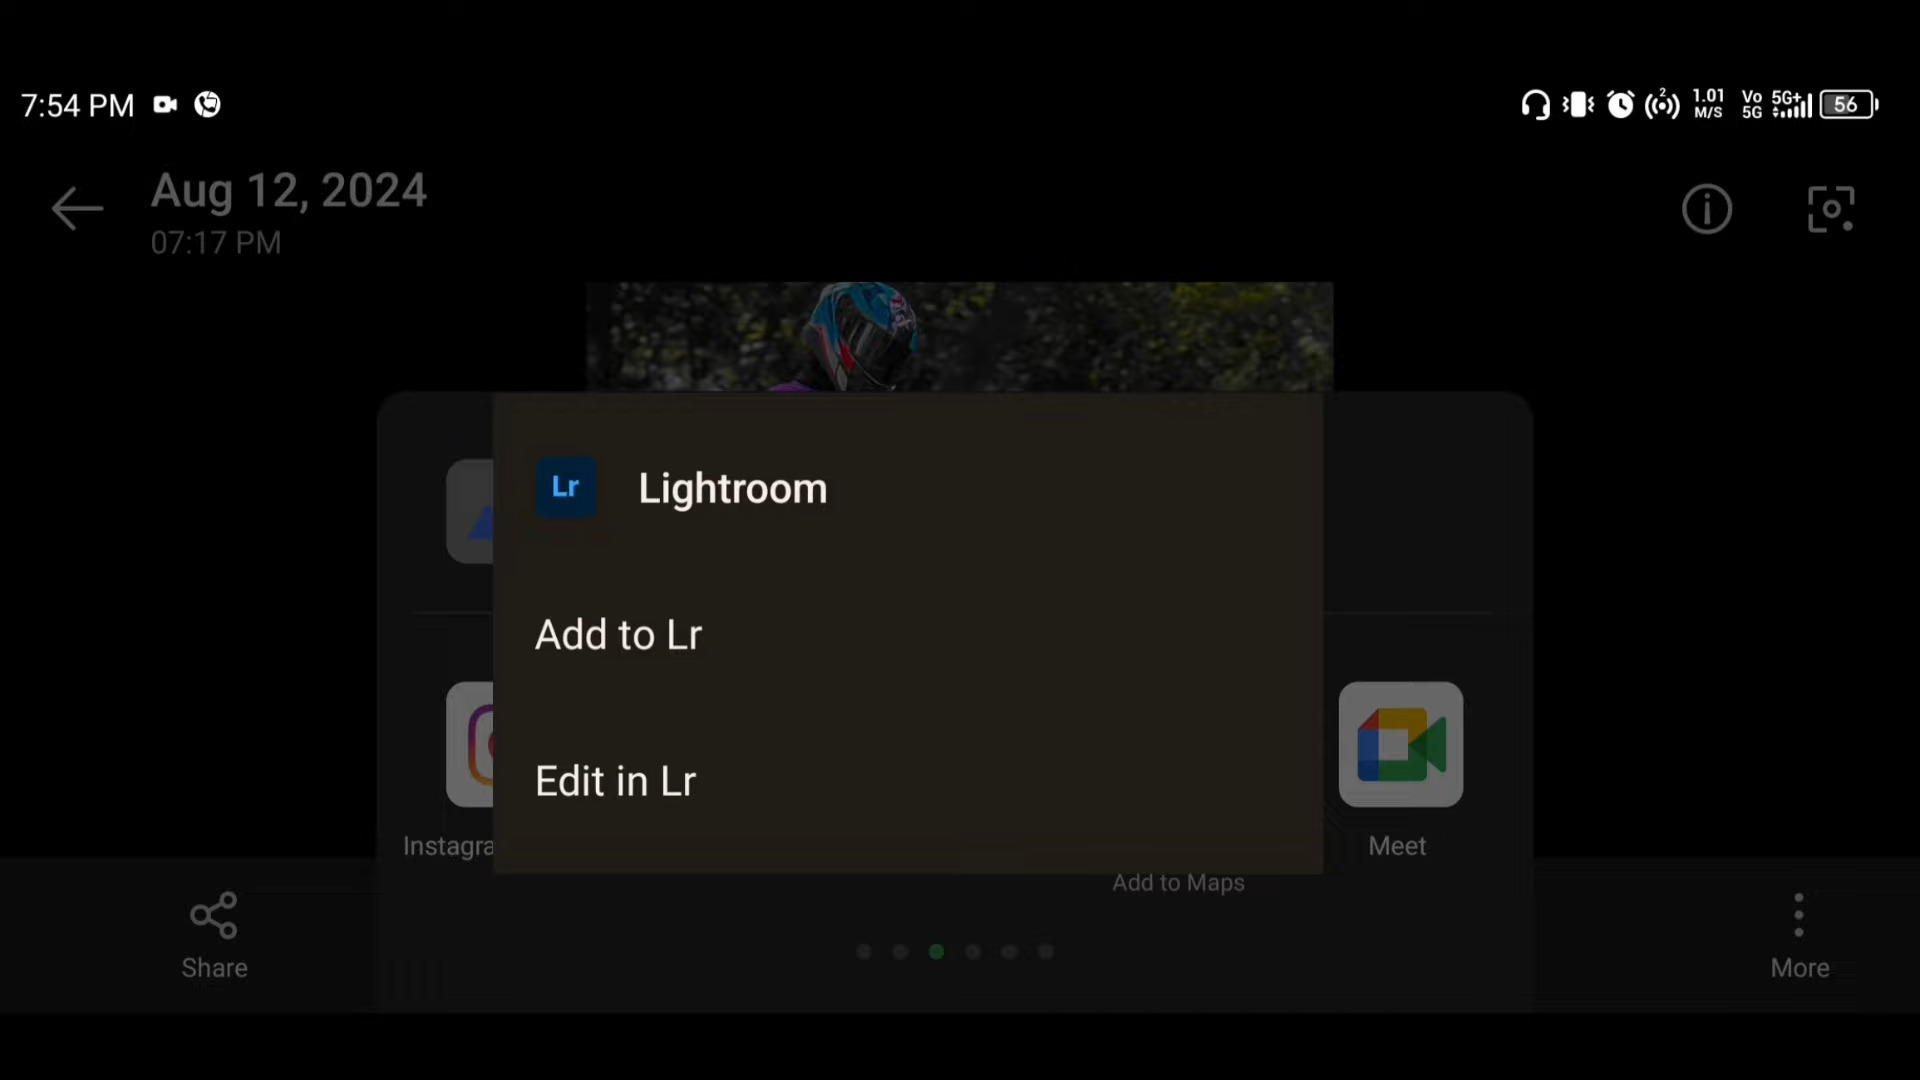 7:54 PM
2
1.01 M/S
Vo 5G
5G+
56
Aug 12, 2024
07:17 PM
Lr
Lightroom
Add to Lr
Edit in Lr
Instagra
Add to Maps
Meet
Share
More